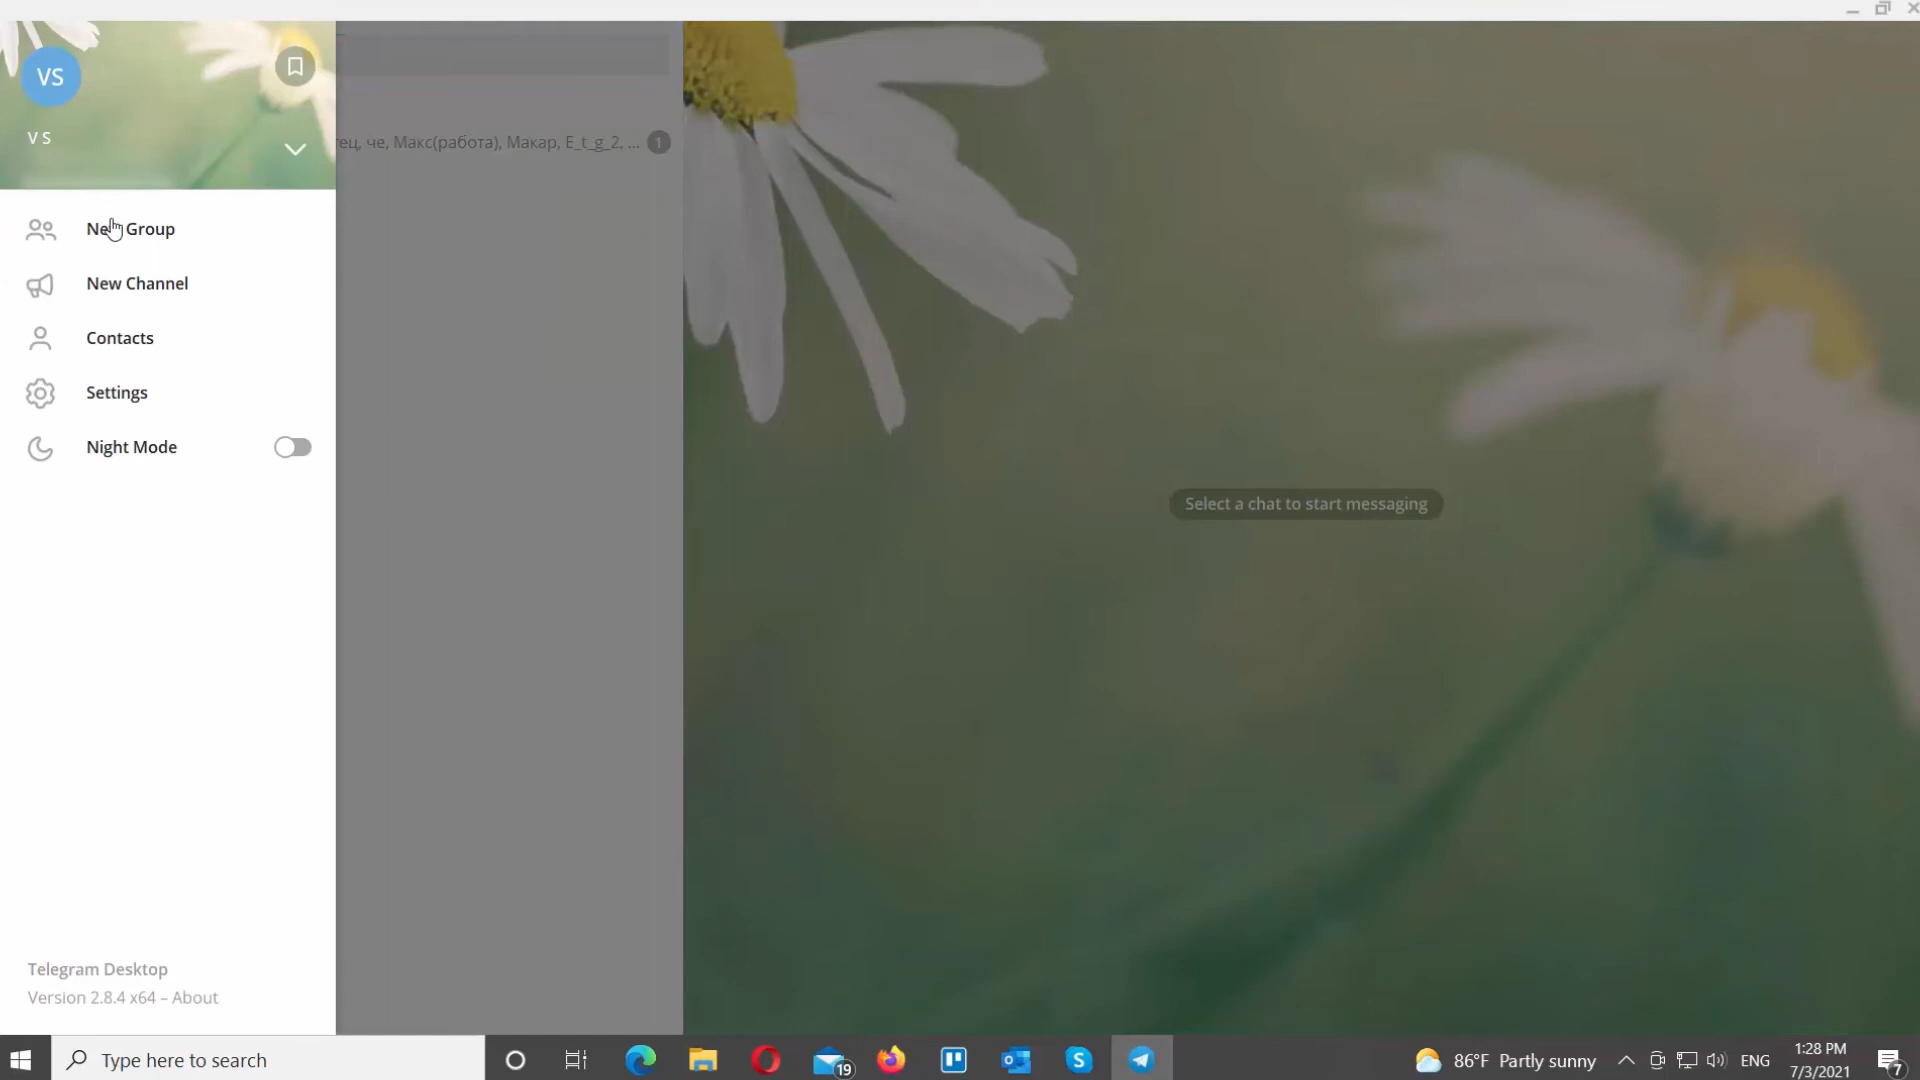 VS
V S
New Group
New Channel
Contacts
Settings
Night Mode
Telegram Desktop
Version 2.8.4 x64 – About
тец, че, Макс(работа), Макар, E_t_g_2, ... 1
Select a chat to start messaging
Type here to search
19
86°F Partly sunny
ENG
1:28 PM
7/3/2021
7